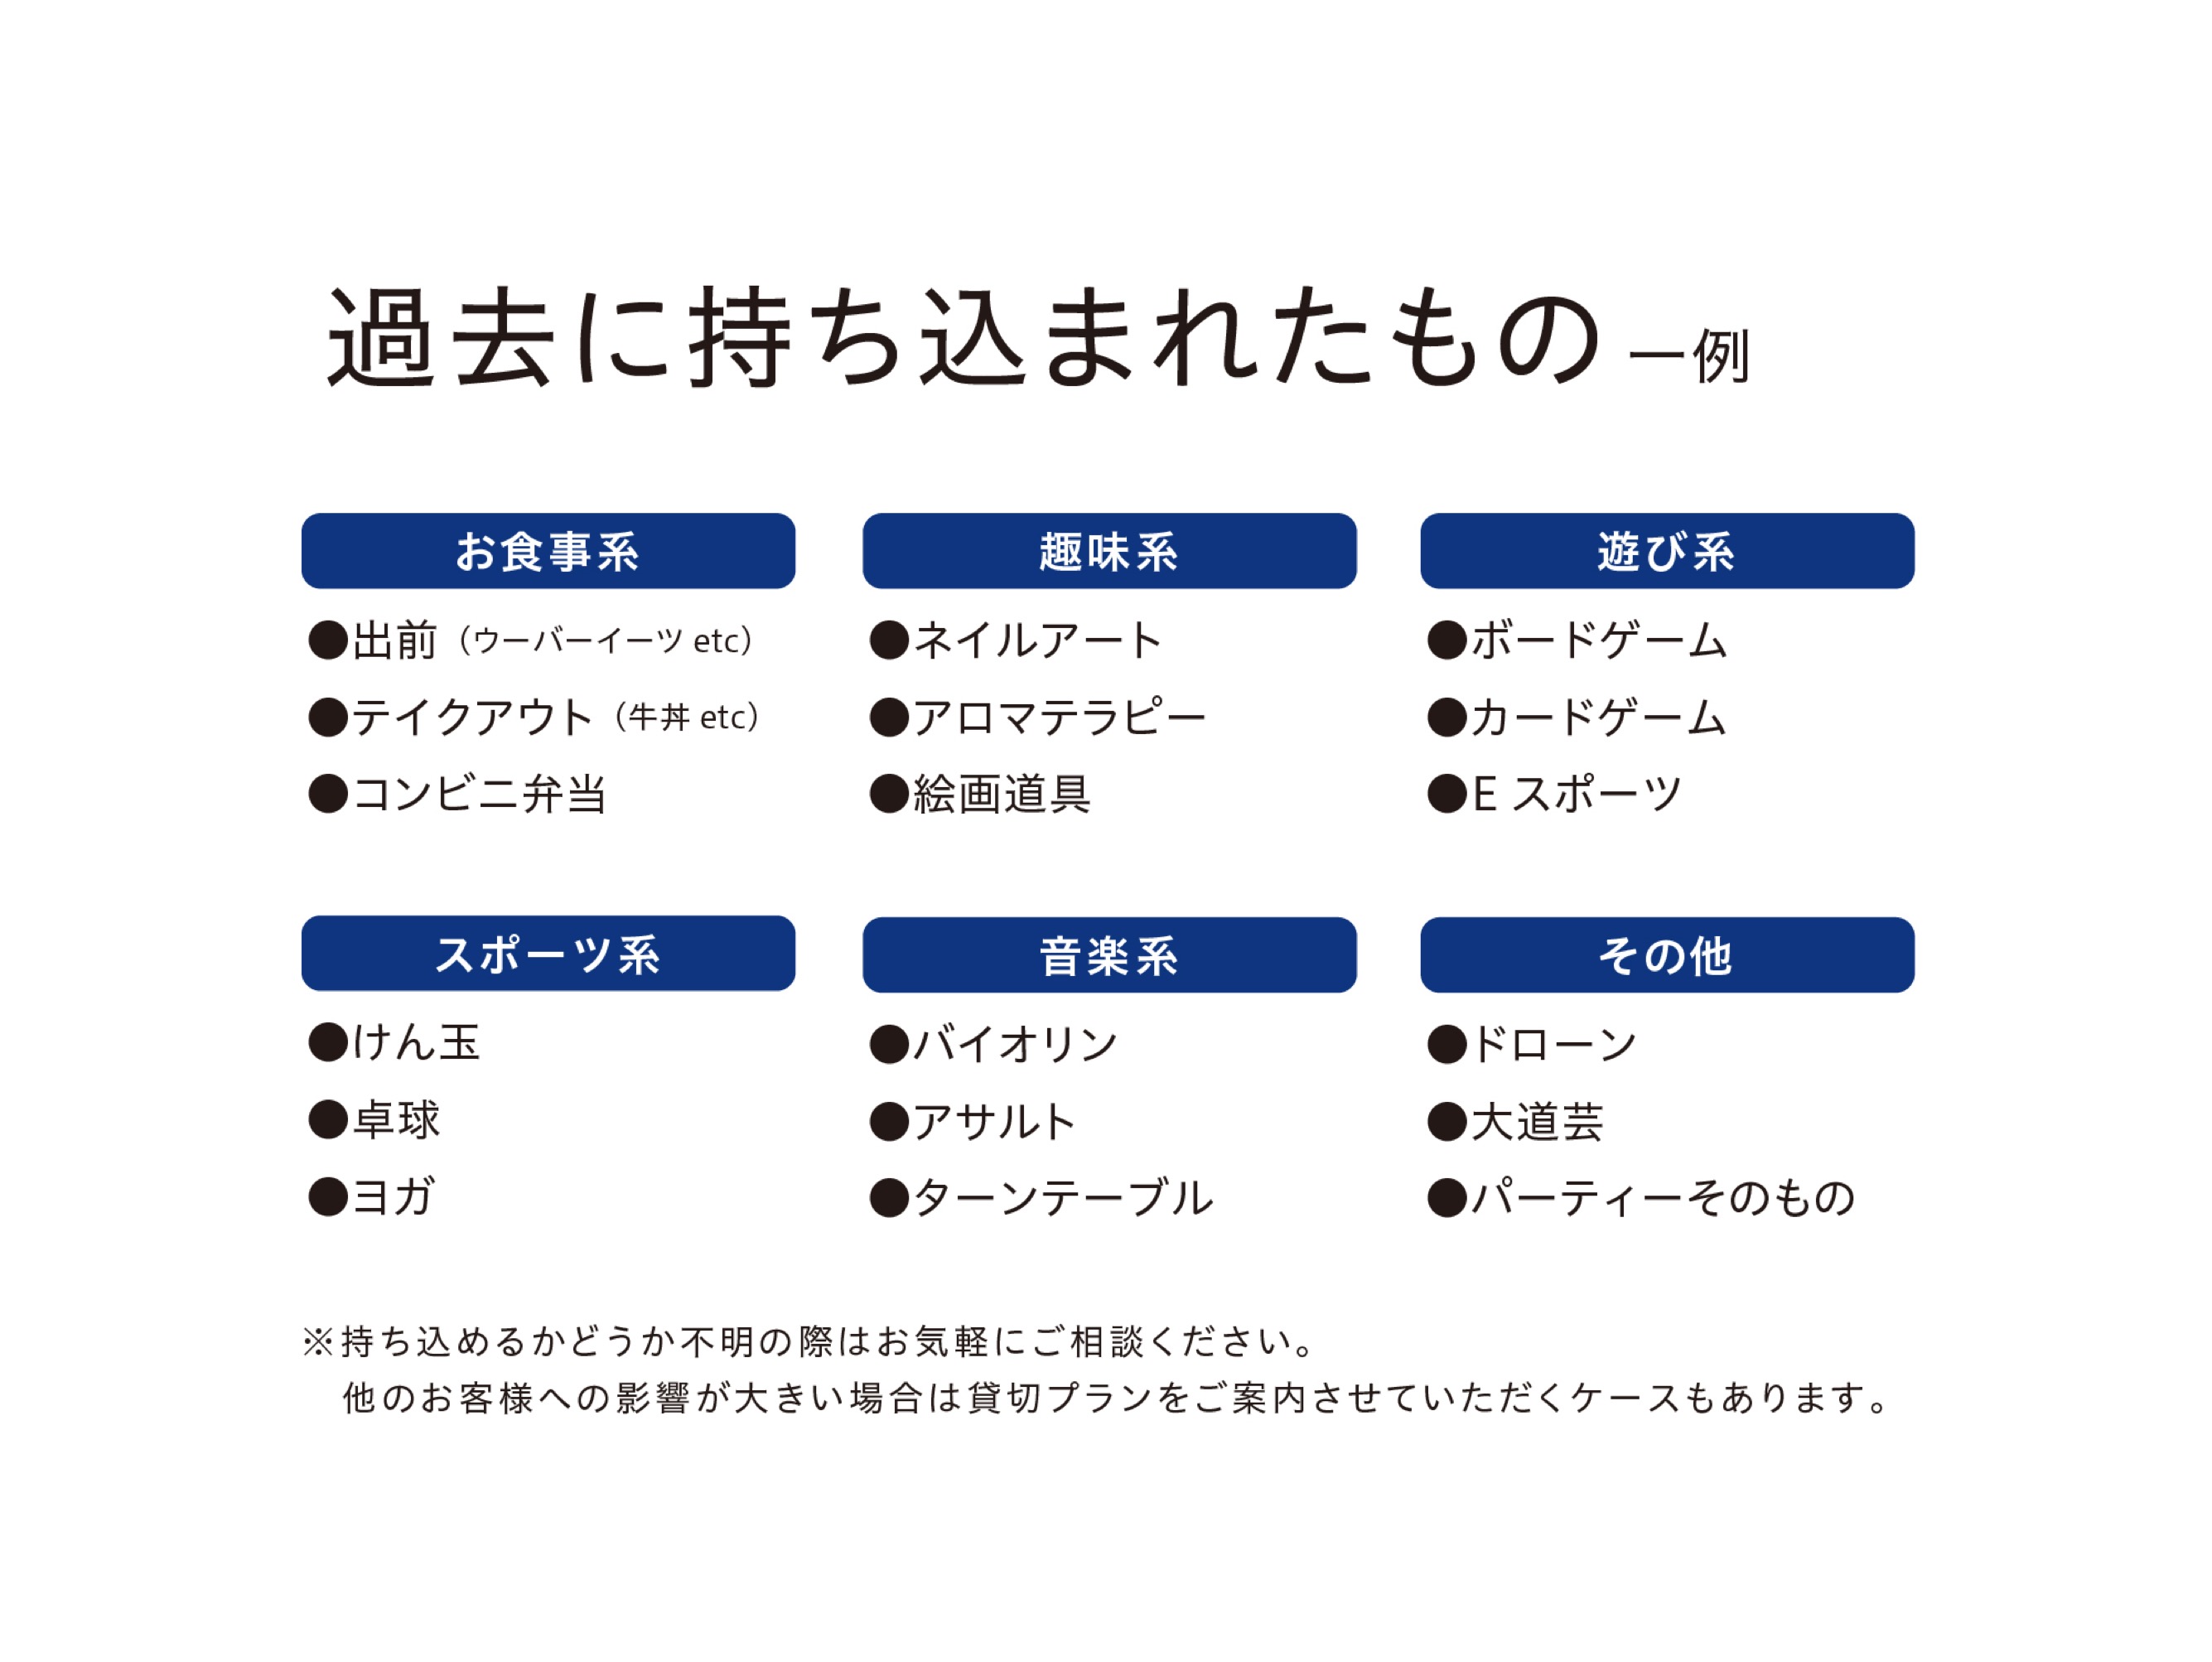 過去に持ち込まれたもの 一例
お食事系
●出前（ウーバーイーツ etc）
●テイクアウト（牛丼 etc）
●コンビニ弁当
趣味系
●ネイルアート
●アロマテラピー
●絵画道具
遊び系
●ボードゲーム
●カードゲーム
●E スポーツ
スポーツ系
●けん玉
●卓球
●ヨガ
音楽系
●バイオリン
●アサルト
●ターンテーブル
その他
●ドローン
●大道芸
●パーティーそのもの
※持ち込めるかどうか不明の際はお気軽にご相談ください。
他のお客様への影響が大きい場合は貸切プランをご案内させていただくケースもあります。